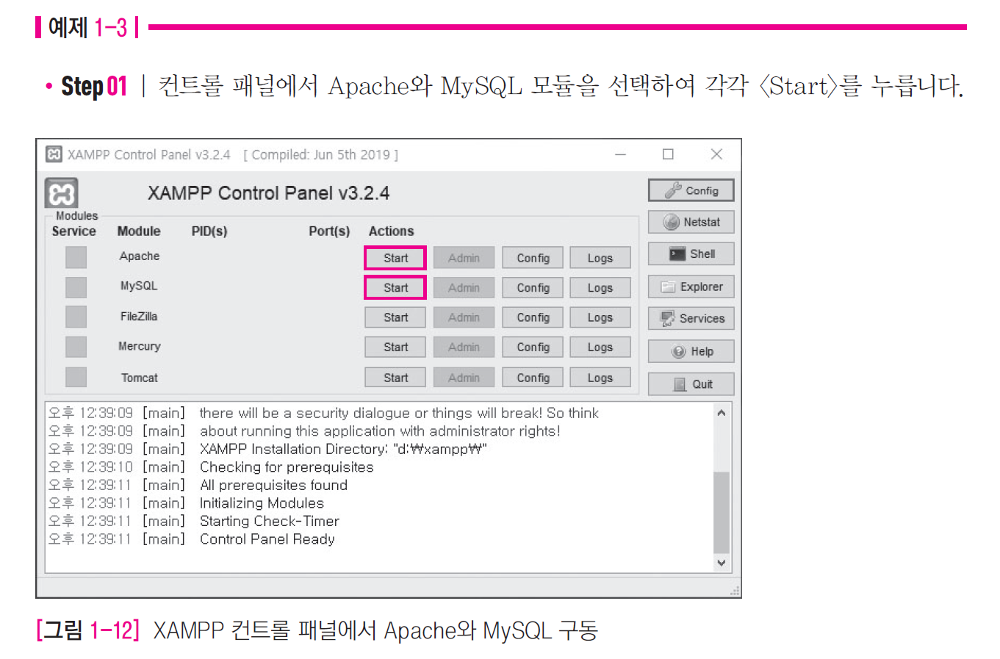 예제 1-3
• Step 01 | 컨트롤 패널에서 Apache와 MySQL 모듈을 선택하여 각각 〈Start〉를 누릅니다.
XAMPP Control Panel v3.2.4 [ Compiled: Jun 5th 2019 ]
XAMPP Control Panel v3.2.4
Config
Modules
Netstat
Service Module PID(s) Port(s) Actions
Apache Start Admin Config Logs
Shell
MySQL Start Admin Config Logs
Explorer
FileZilla Start Admin Config Logs
Services
Mercury Start Admin Config Logs
Help
Tomcat Start Admin Config Logs
Quit
오후 12:39:09 [main] there will be a security dialogue or things will break! So think
오후 12:39:09 [main] about running this application with administrator rights!
오후 12:39:09 [main] XAMPP Installation Directory: "d:₩xampp₩"
오후 12:39:10 [main] Checking for prerequisites
오후 12:39:11 [main] All prerequisites found
오후 12:39:11 [main] Initializing Modules
오후 12:39:11 [main] Starting Check-Timer
오후 12:39:11 [main] Control Panel Ready
[그림 1-12] XAMPP 컨트롤 패널에서 Apache와 MySQL 구동